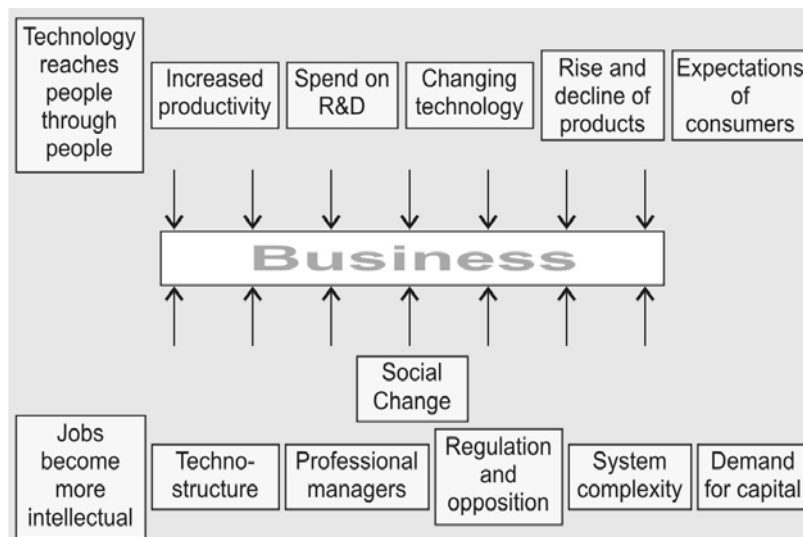 Technology
reaches
people
through
people
Increased
productivity
Spend on
R&D
Changing
technology
Rise and
decline of
products
Expectations
of
consumers
Business
Social
Change
Jobs
become
more
intellectual
Techno-
structure
Professional
managers
Regulation
and
opposition
System
complexity
Demand
for capital